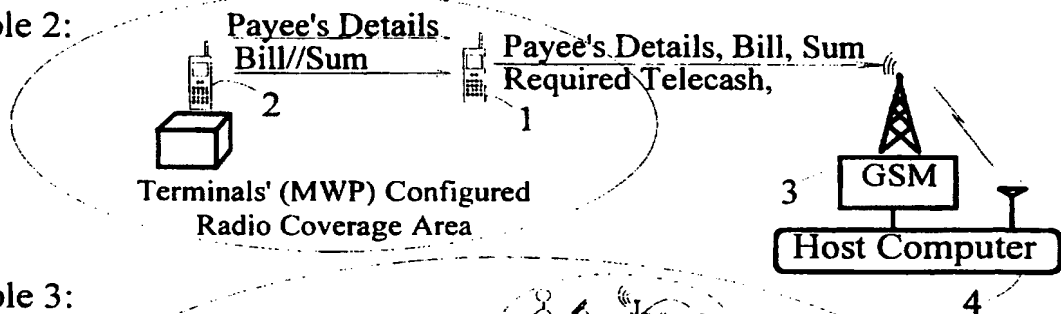 ple 2:
Payee's Details
Bill//Sum
2
1
Payee's Details, Bill, Sum
Required Telecash,
Terminals' (MWP) Configured
Radio Coverage Area
3
GSM
Host Computer
4
ple 3: